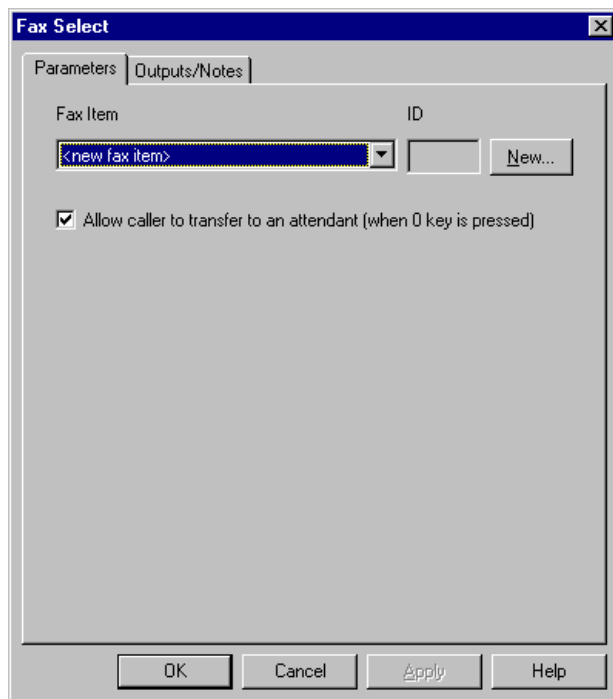 Fax Select
Parameters Outputs/Notes
Fax Item ID
<new fax item> New...
Allow caller to transfer to an attendant (when 0 key is pressed)
OK Cancel Apply Help